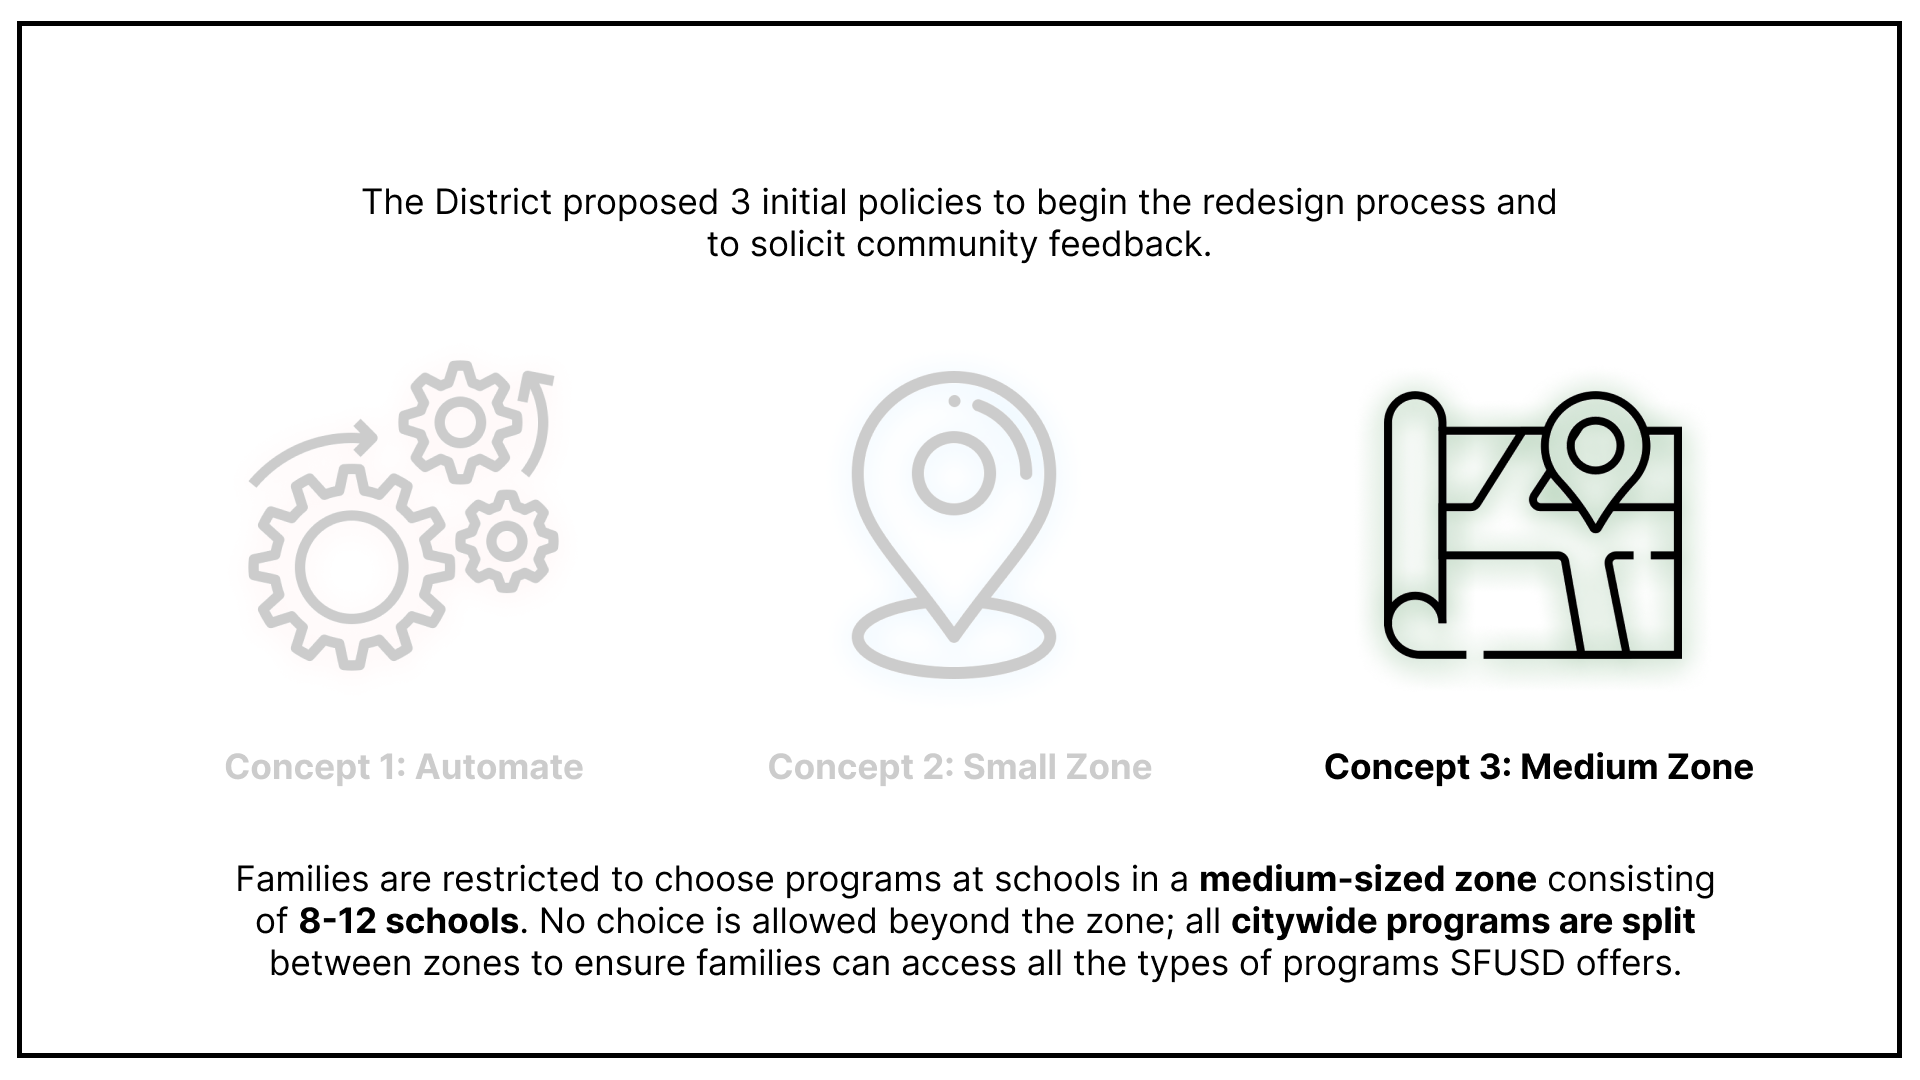 The District proposed 3 initial policies to begin the redesign process and
to solicit community feedback.
Concept 1: Automate
Concept 2: Small Zone
Concept 3: Medium Zone
Families are restricted to choose programs at schools in a medium-sized zone consisting
of 8-12 schools. No choice is allowed beyond the zone; all citywide programs are split
between zones to ensure families can access all the types of programs SFUSD offers.